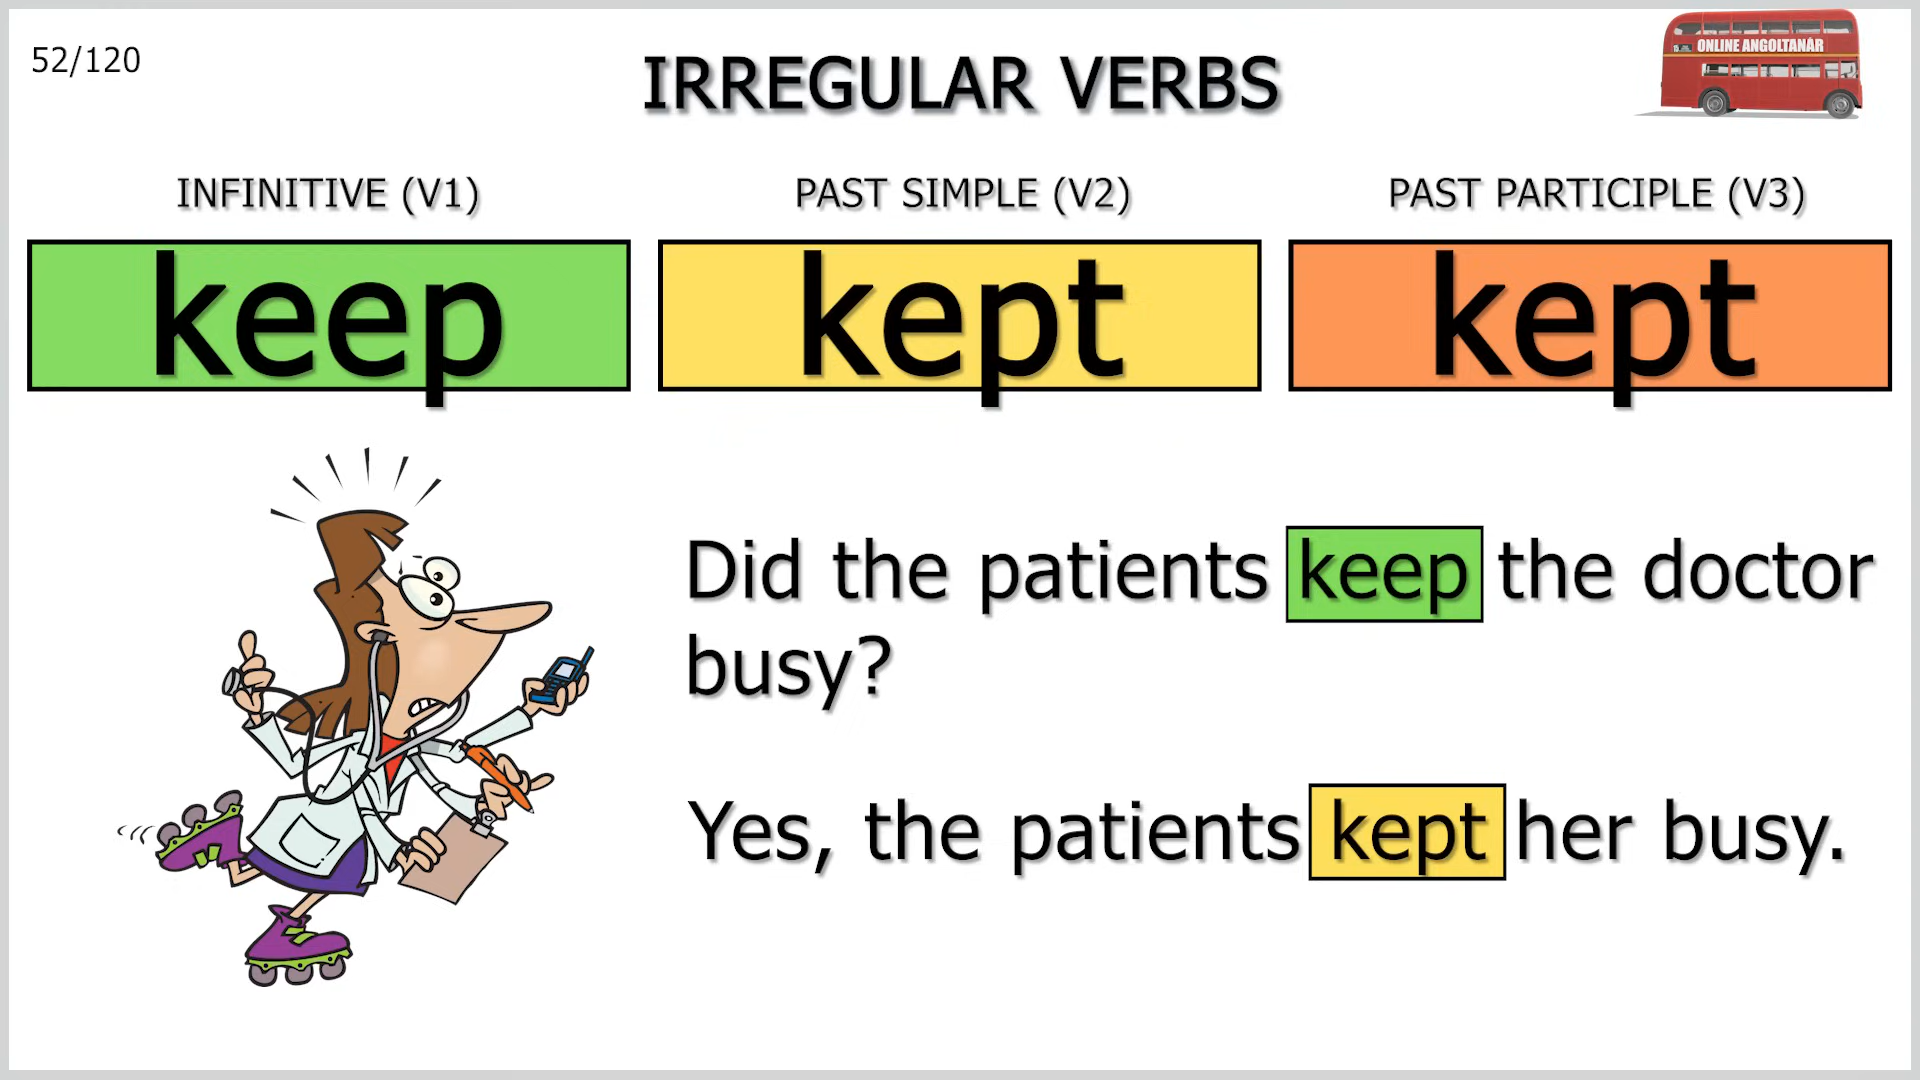 52/120
IRREGULAR VERBS
ONLINE ANGOLTANÁR
INFINITIVE (V1)
PAST SIMPLE (V2)
PAST PARTICIPLE (V3)
keep
kept
kept
Did the patients keep the doctor
busy?
Yes, the patients kept her busy.